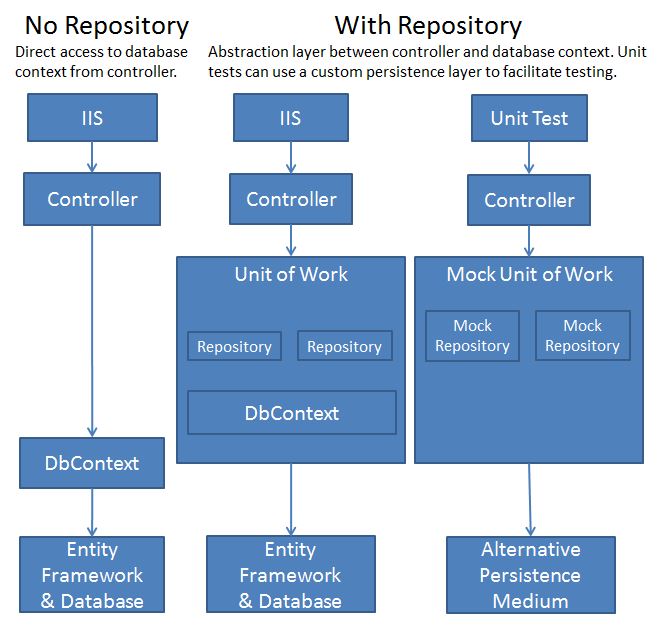 No Repository
Direct access to database
context from controller.
With Repository
Abstraction layer between controller and database context. Unit
tests can use a custom persistence layer to facilitate testing.
IIS
Controller
DbContext
Entity
Framework
& Database
IIS
Controller
Unit of Work
Repository
Repository
DbContext
Entity
Framework
& Database
Unit Test
Controller
Mock Unit of Work
Mock
Repository
Mock
Repository
Alternative
Persistence
Medium